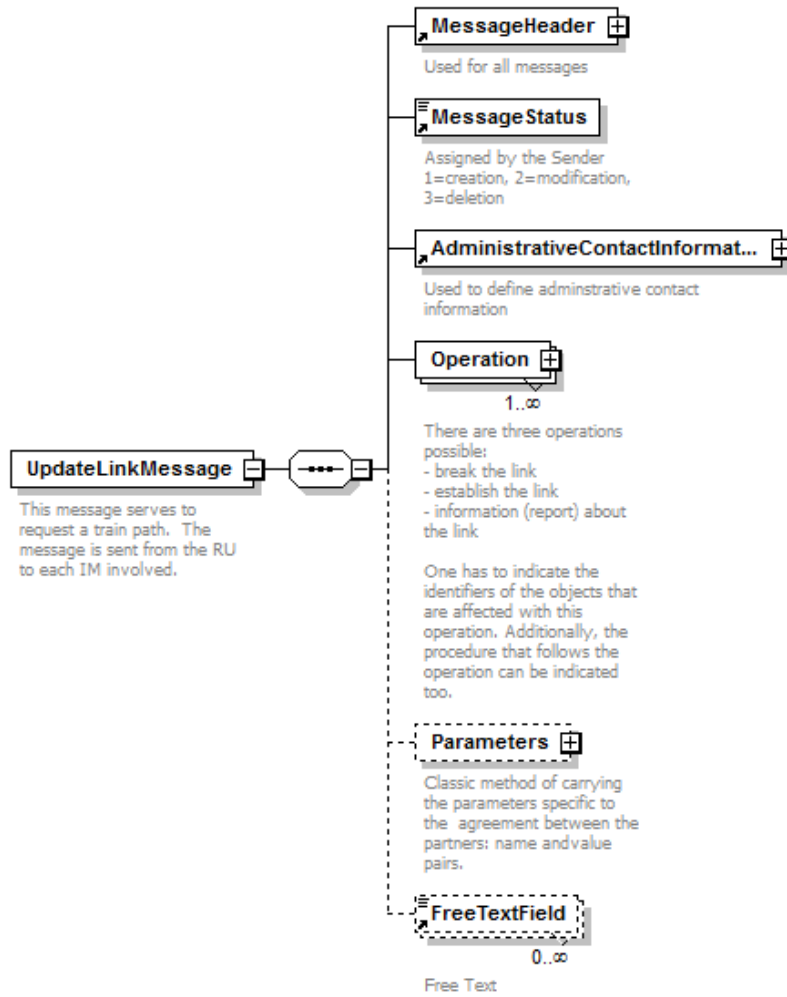 MessageHeader
Used for all messages
MessageStatus
Assigned by the Sender
1=creation, 2=modification,
3=deletion
AdministrativeContactInformat...
Used to define adminstrative contact
information
Operation
1..∞
There are three operations
possible:
- break the link
- establish the link
- information (report) about
the link
One has to indicate the
identifiers of the objects that
are affected with this
operation. Additionally, the
procedure that follows the
operation can be indicated
too.
UpdateLinkMessage
This message serves to
request a train path.  The
message is sent from the RU
to each IM involved.
Parameters
Classic method of carrying
the parameters specific to
the  agreement between the
partners: name andvalue
pairs.
FreeTextField
0..∞
Free Text